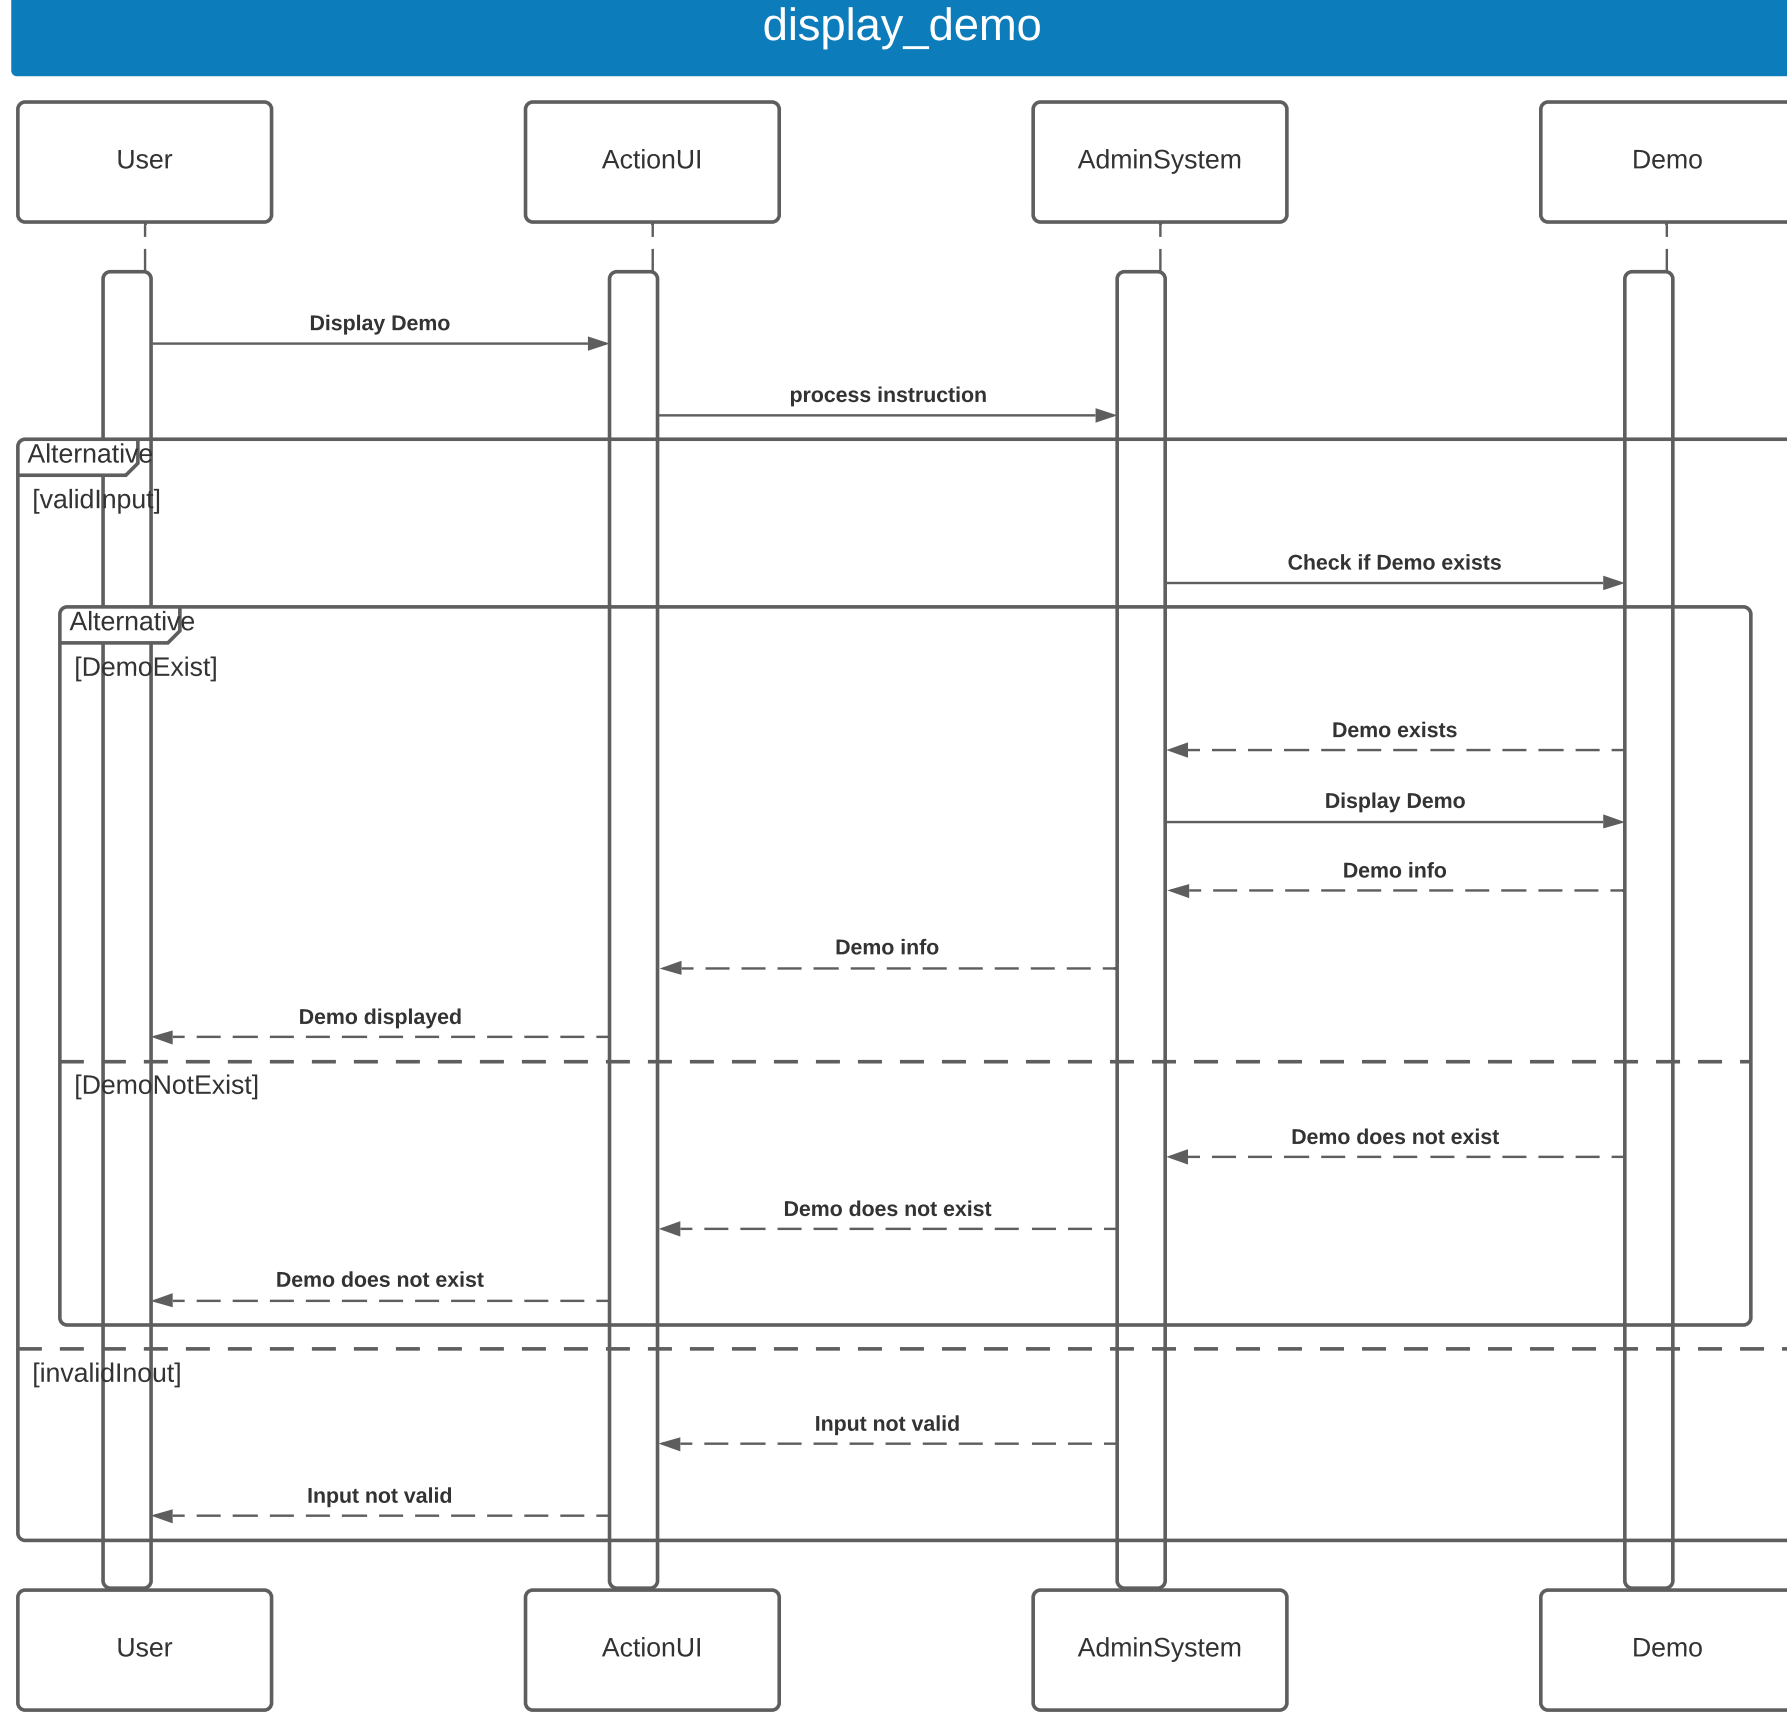 display_demo
User
ActionUI
AdminSystem
Demo
Display Demo
process instruction
Alternative
[validInput]
Check if Demo exists
Alternative
[DemoExist]
Demo exists
Display Demo
Demo info
Demo info
Demo displayed
[DemoNotExist]
Demo does not exist
Demo does not exist
Demo does not exist
[invalidInout]
Input not valid
Input not valid
User
ActionUI
AdminSystem
Demo